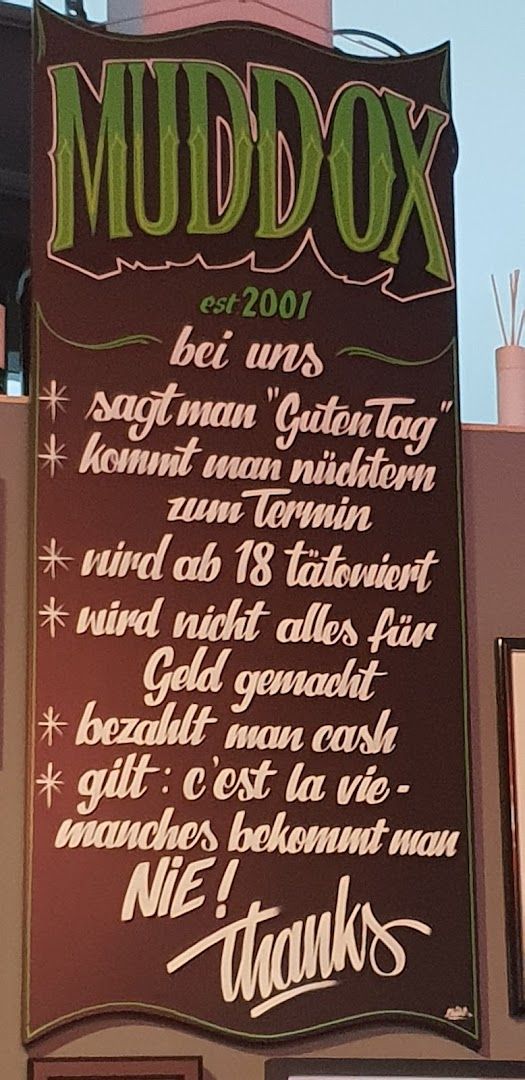 MUDDOX
est 2001
bei uns
* sagt man "Guten Tag"
* kommt man nüchtern
zum Termin
* wird ab 18 tätowiert
* wird nicht alles für
Geld gemacht
* bezahlt man cash
* gilt: c'est la vie -
manches bekommt man
NiE!
Thanks